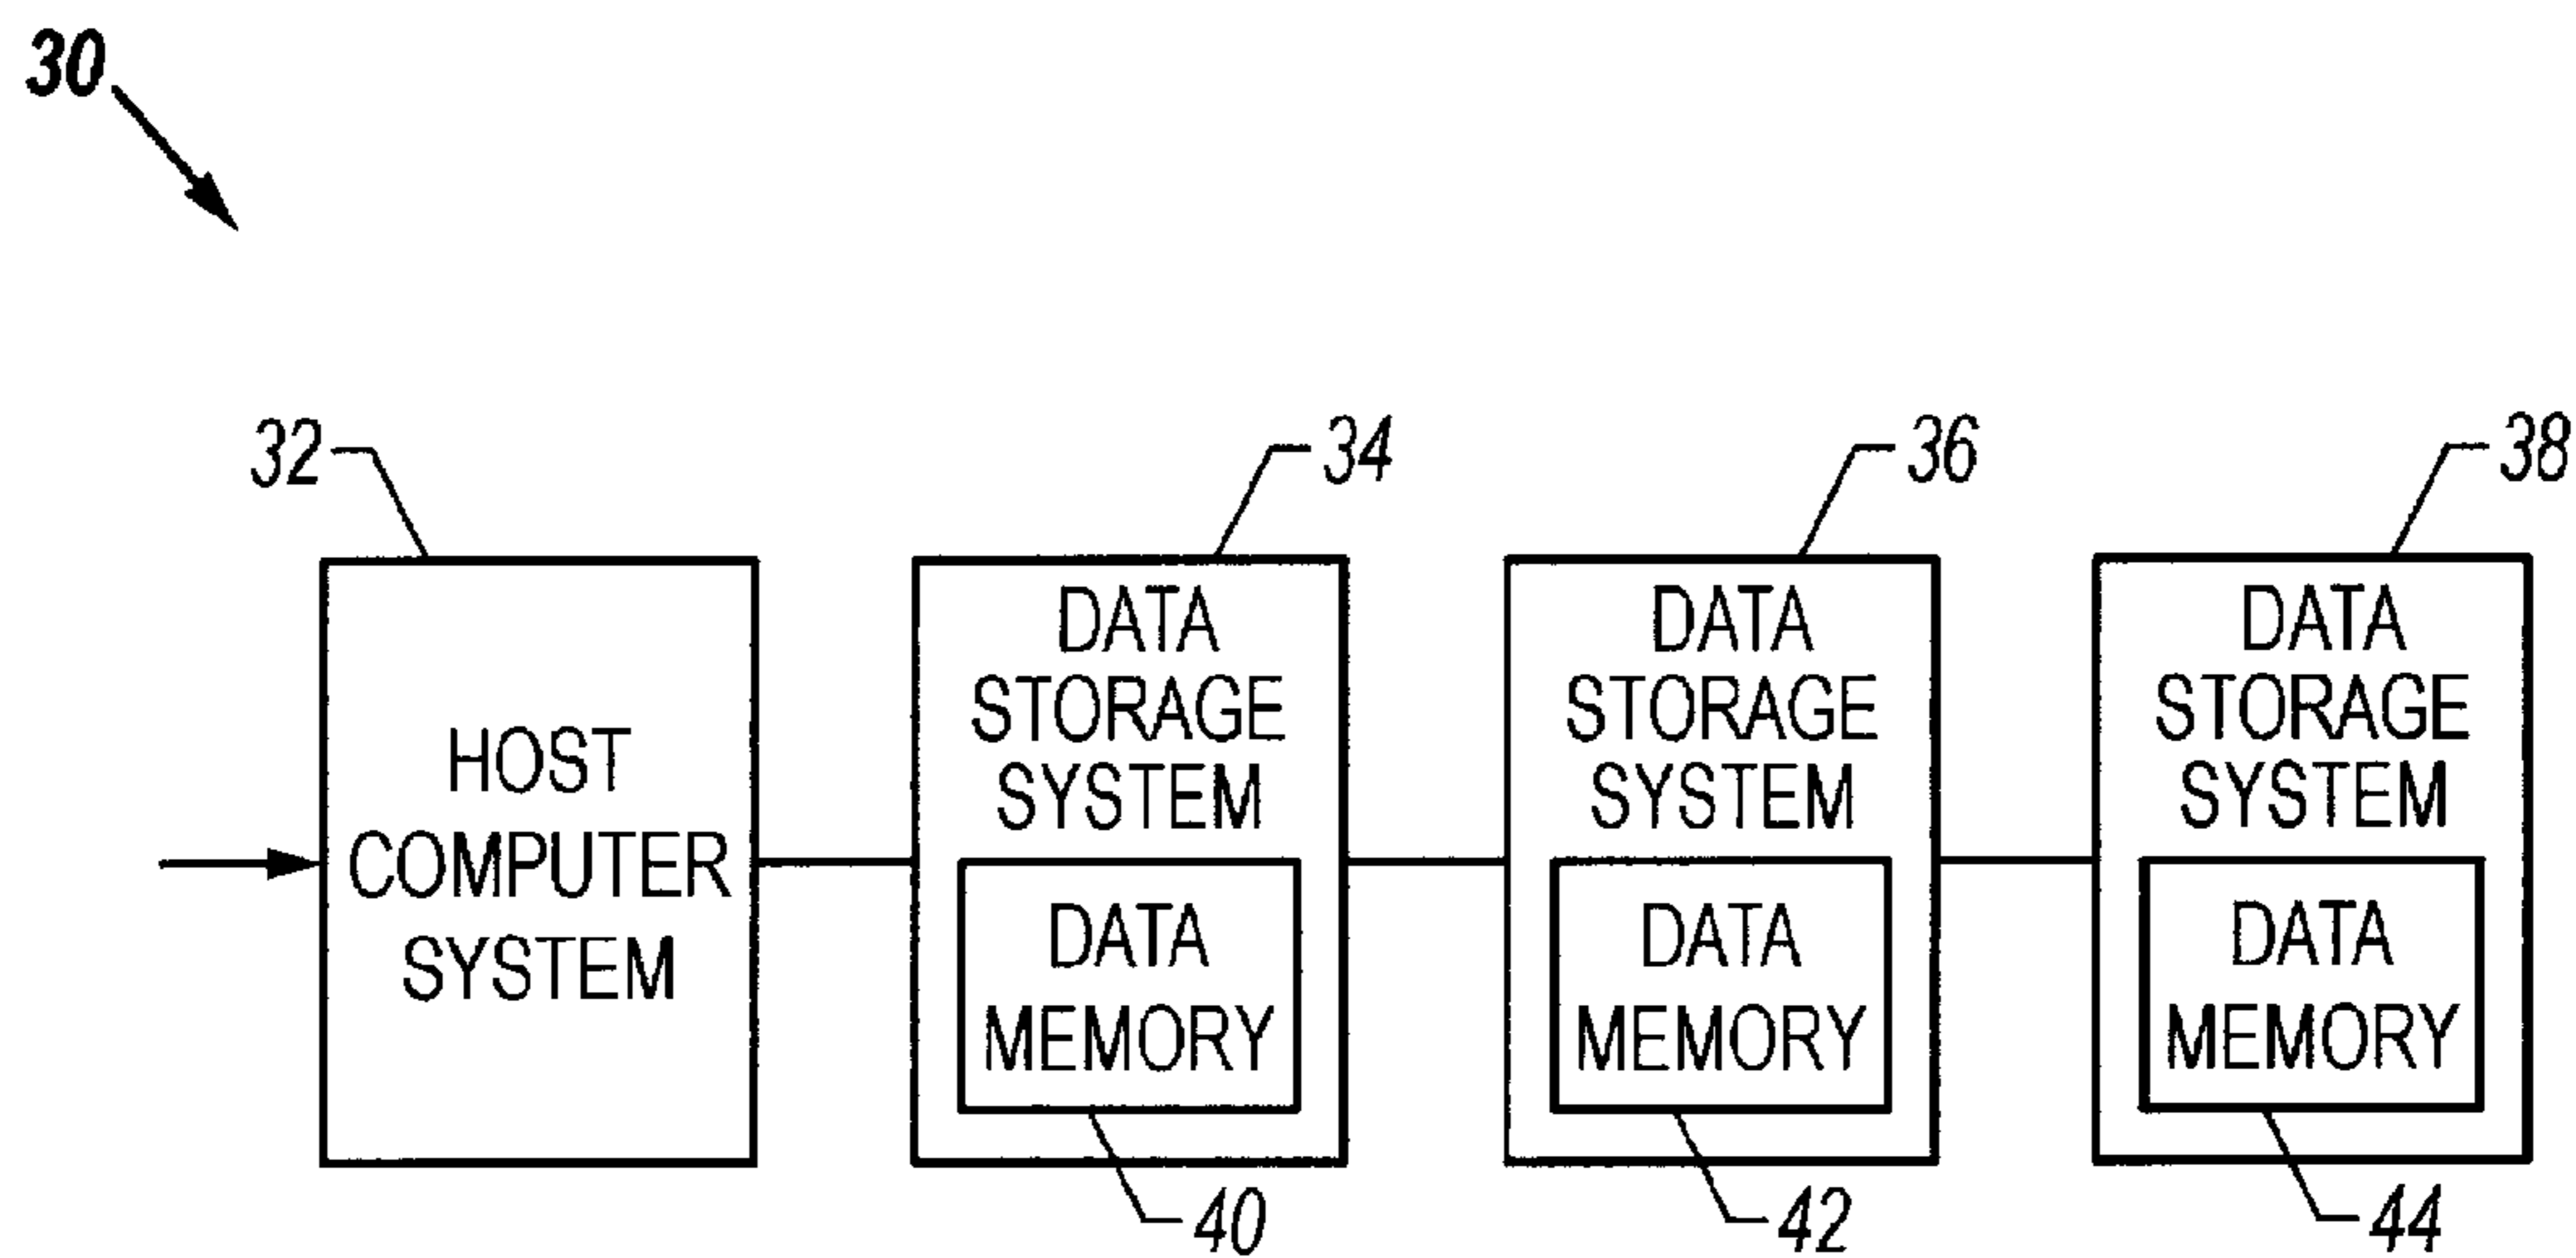 30
32
34
36
38
HOST
COMPUTER
SYSTEM
DATA
STORAGE
SYSTEM
DATA
MEMORY
DATA
STORAGE
SYSTEM
DATA
MEMORY
DATA
STORAGE
SYSTEM
DATA
MEMORY
40
42
44